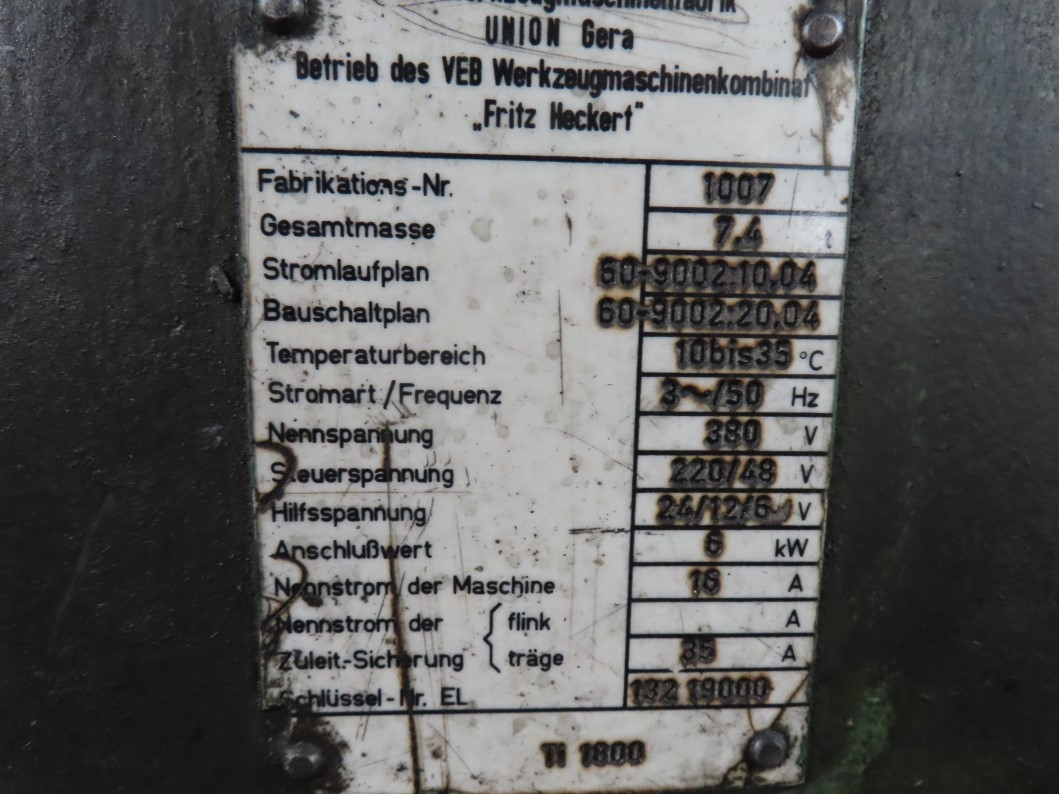 UNION Gera
Betrieb des VEB Werkzeugmaschinenkombinat
„Fritz Heckert"
Fabrikations-Nr. 1007
Gesamtmasse 7,4 t
Stromlaufplan 60-9002:10.04
Bauschaltplan 60-9002:20.04
Temperaturbereich 10bis35 °C
Stromart/Frequenz 3~/50 Hz
Nennspannung 380 V
Steuerspannung 220/48 V
Hilfsspannung 24/12/6~ V
Anschlußwert 6 kW
Nennstrom der Maschine 16 A
Nennstrom der flink A
Zuleit.-Sicherung träge 35 A
Schlüssel-Nr. EL 132 19000
1800